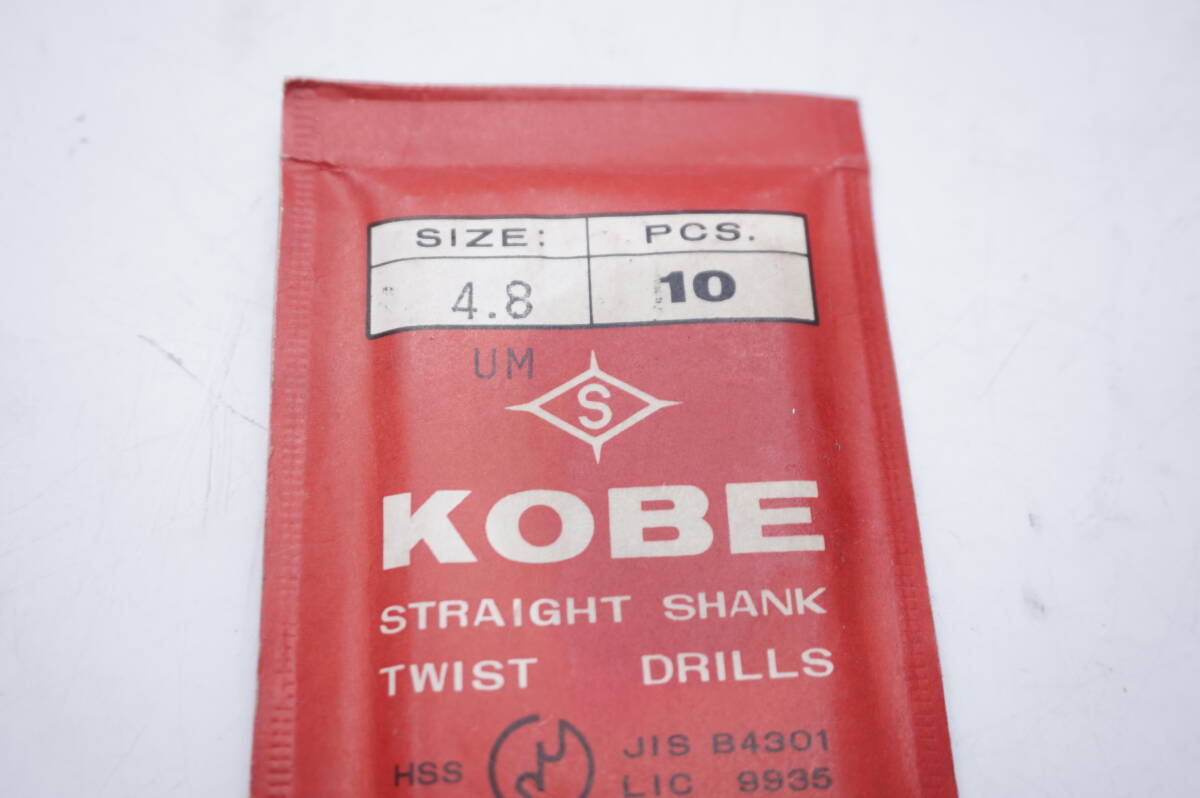 SIZE: PCS.
4.8 10
UM
S
KOBE
STRAIGHT SHANK
TWIST DRILLS
HSS JIS B4301
LIC 9935